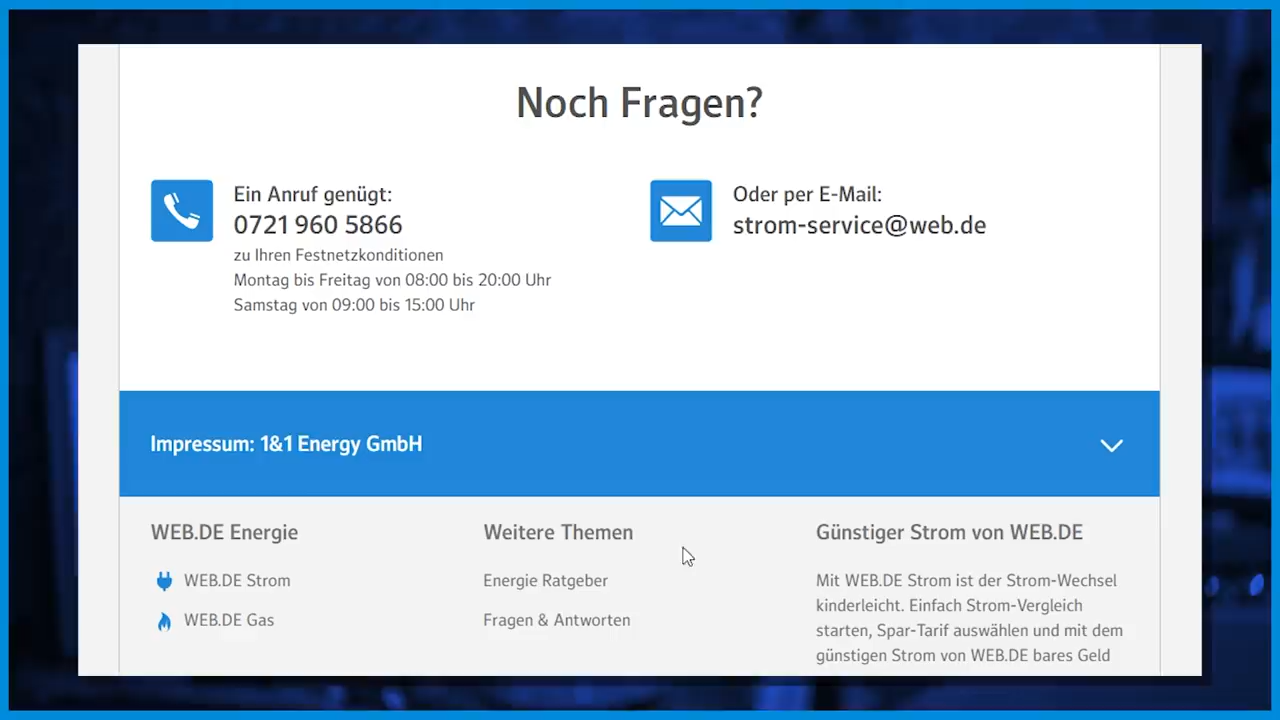 Noch Fragen?
Ein Anruf genügt:
0721 960 5866
zu Ihren Festnetzkonditionen
Montag bis Freitag von 08:00 bis 20:00 Uhr
Samstag von 09:00 bis 15:00 Uhr
Oder per E-Mail:
strom-service@web.de
Impressum: 1&1 Energy GmbH
WEB.DE Energie
WEB.DE Strom
WEB.DE Gas
Weitere Themen
Energie Ratgeber
Fragen & Antworten
Günstiger Strom von WEB.DE
Mit WEB.DE Strom ist der Strom-Wechsel
kinderleicht. Einfach Strom-Vergleich
starten, Spar-Tarif auswählen und mit dem
günstigen Strom von WEB.DE bares Geld